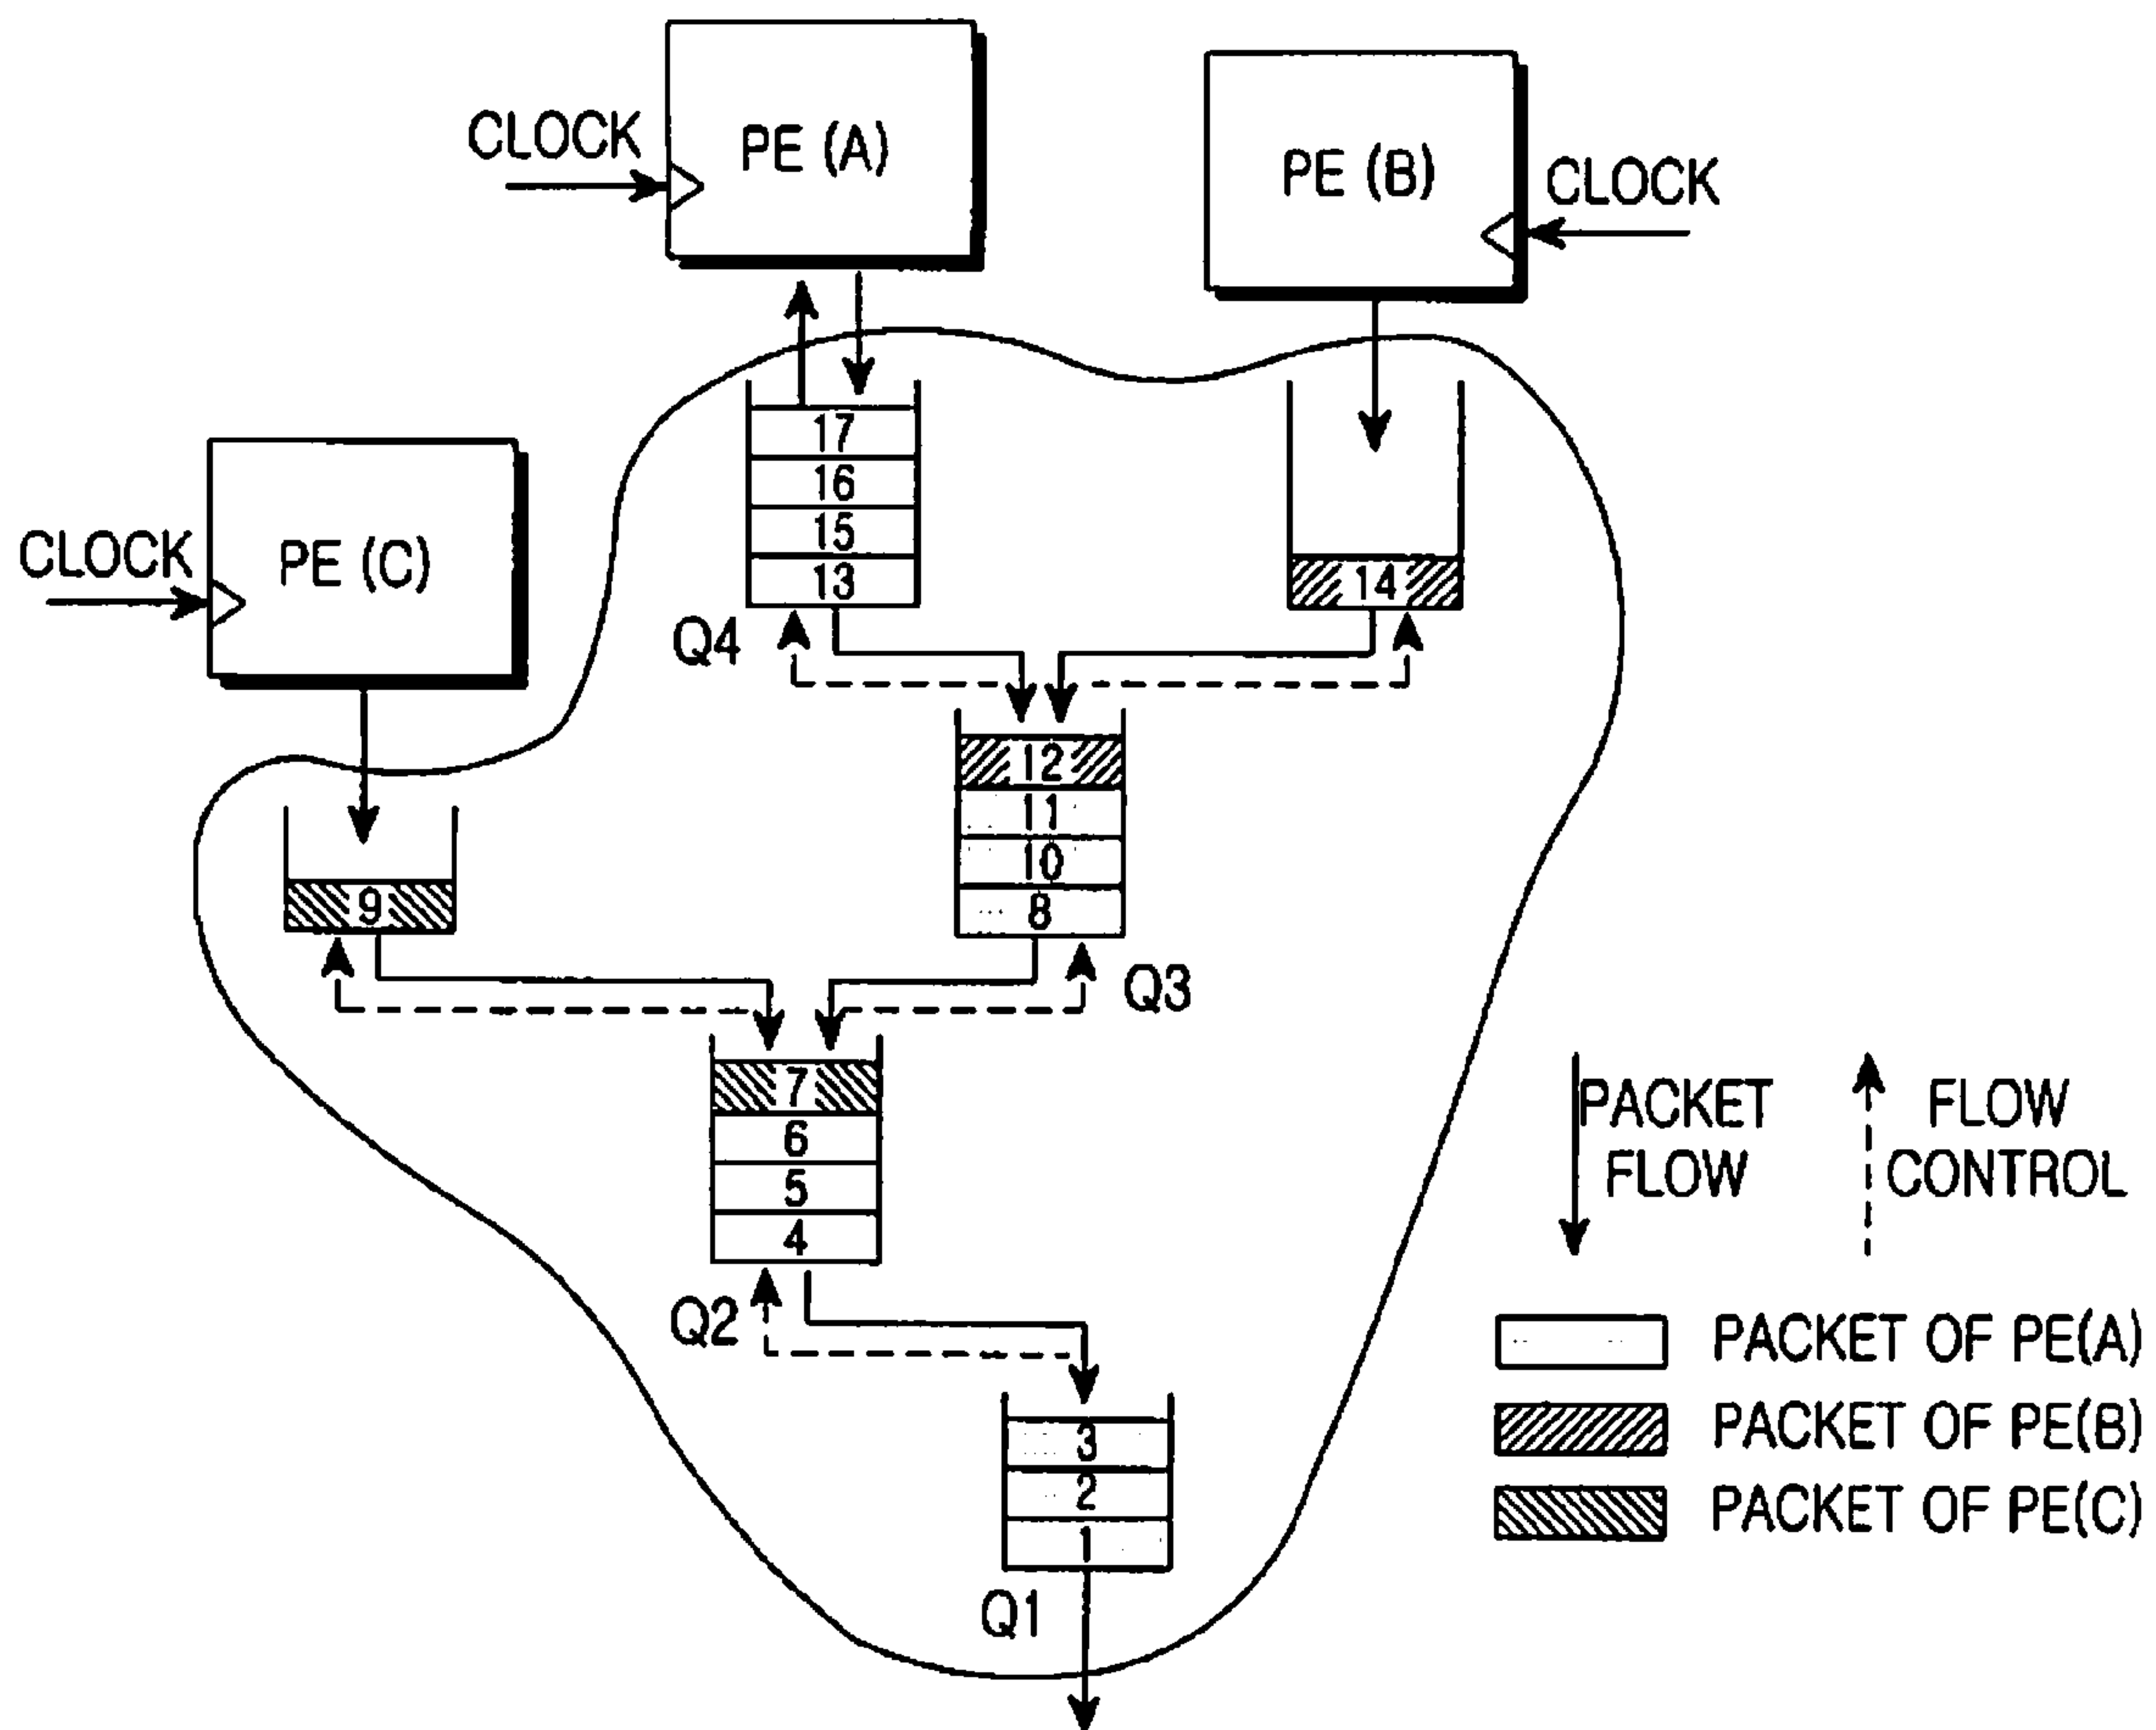 PE (A)
CLOCK
PE (B)
CLOCK
17
16
15
13
PE (C)
CLOCK
14
Q4
12
11
10
8
9
Q3
7
6
5
4
Q2
3
2
1
Q1
PACKET
FLOW
FLOW
CONTROL
PACKET OF PE(A)
PACKET OF PE(B)
PACKET OF PE(C)